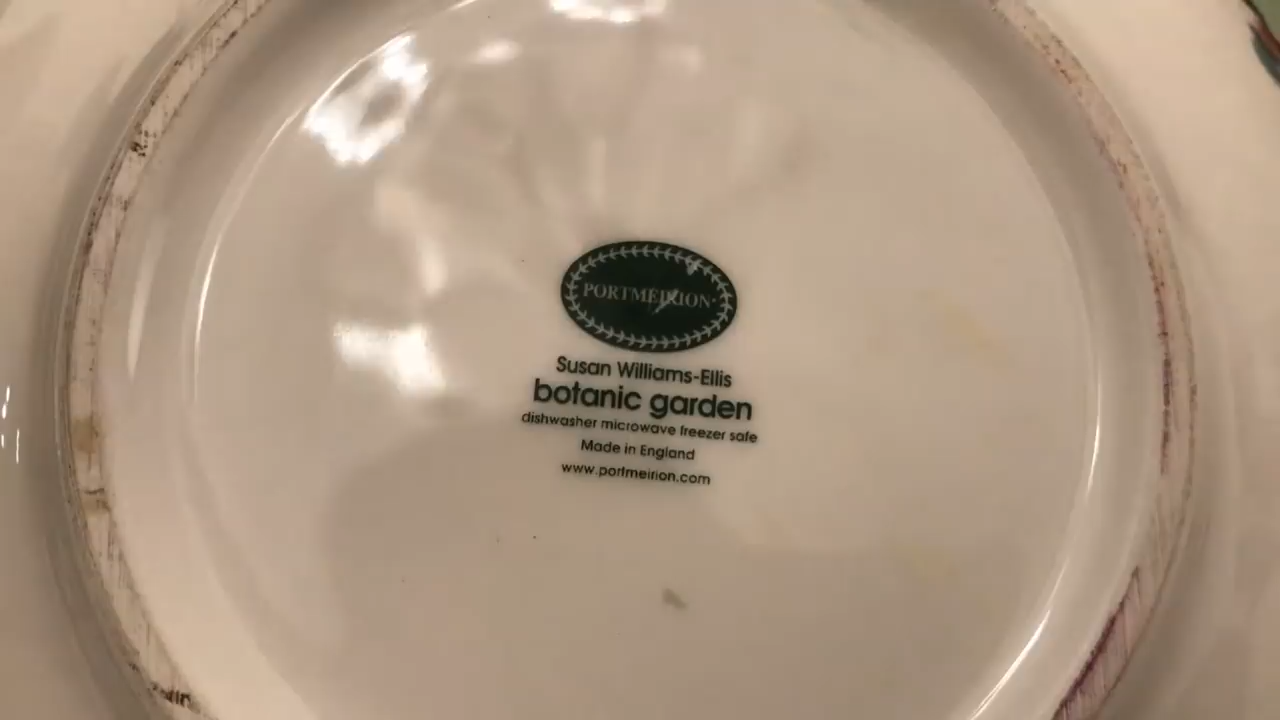 PORTMEIRION
Susan Williams-Ellis
botanic garden
dishwasher microwave freezer safe
Made in England
www.portmeirion.com